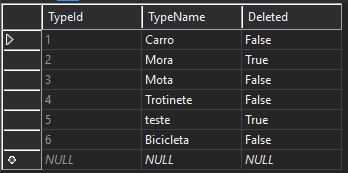 TypeId TypeName Deleted
1 Carro False
2 Mora True
3 Mota False
4 Trotinete False
5 teste True
6 Bicicleta False
NULL NULL NULL